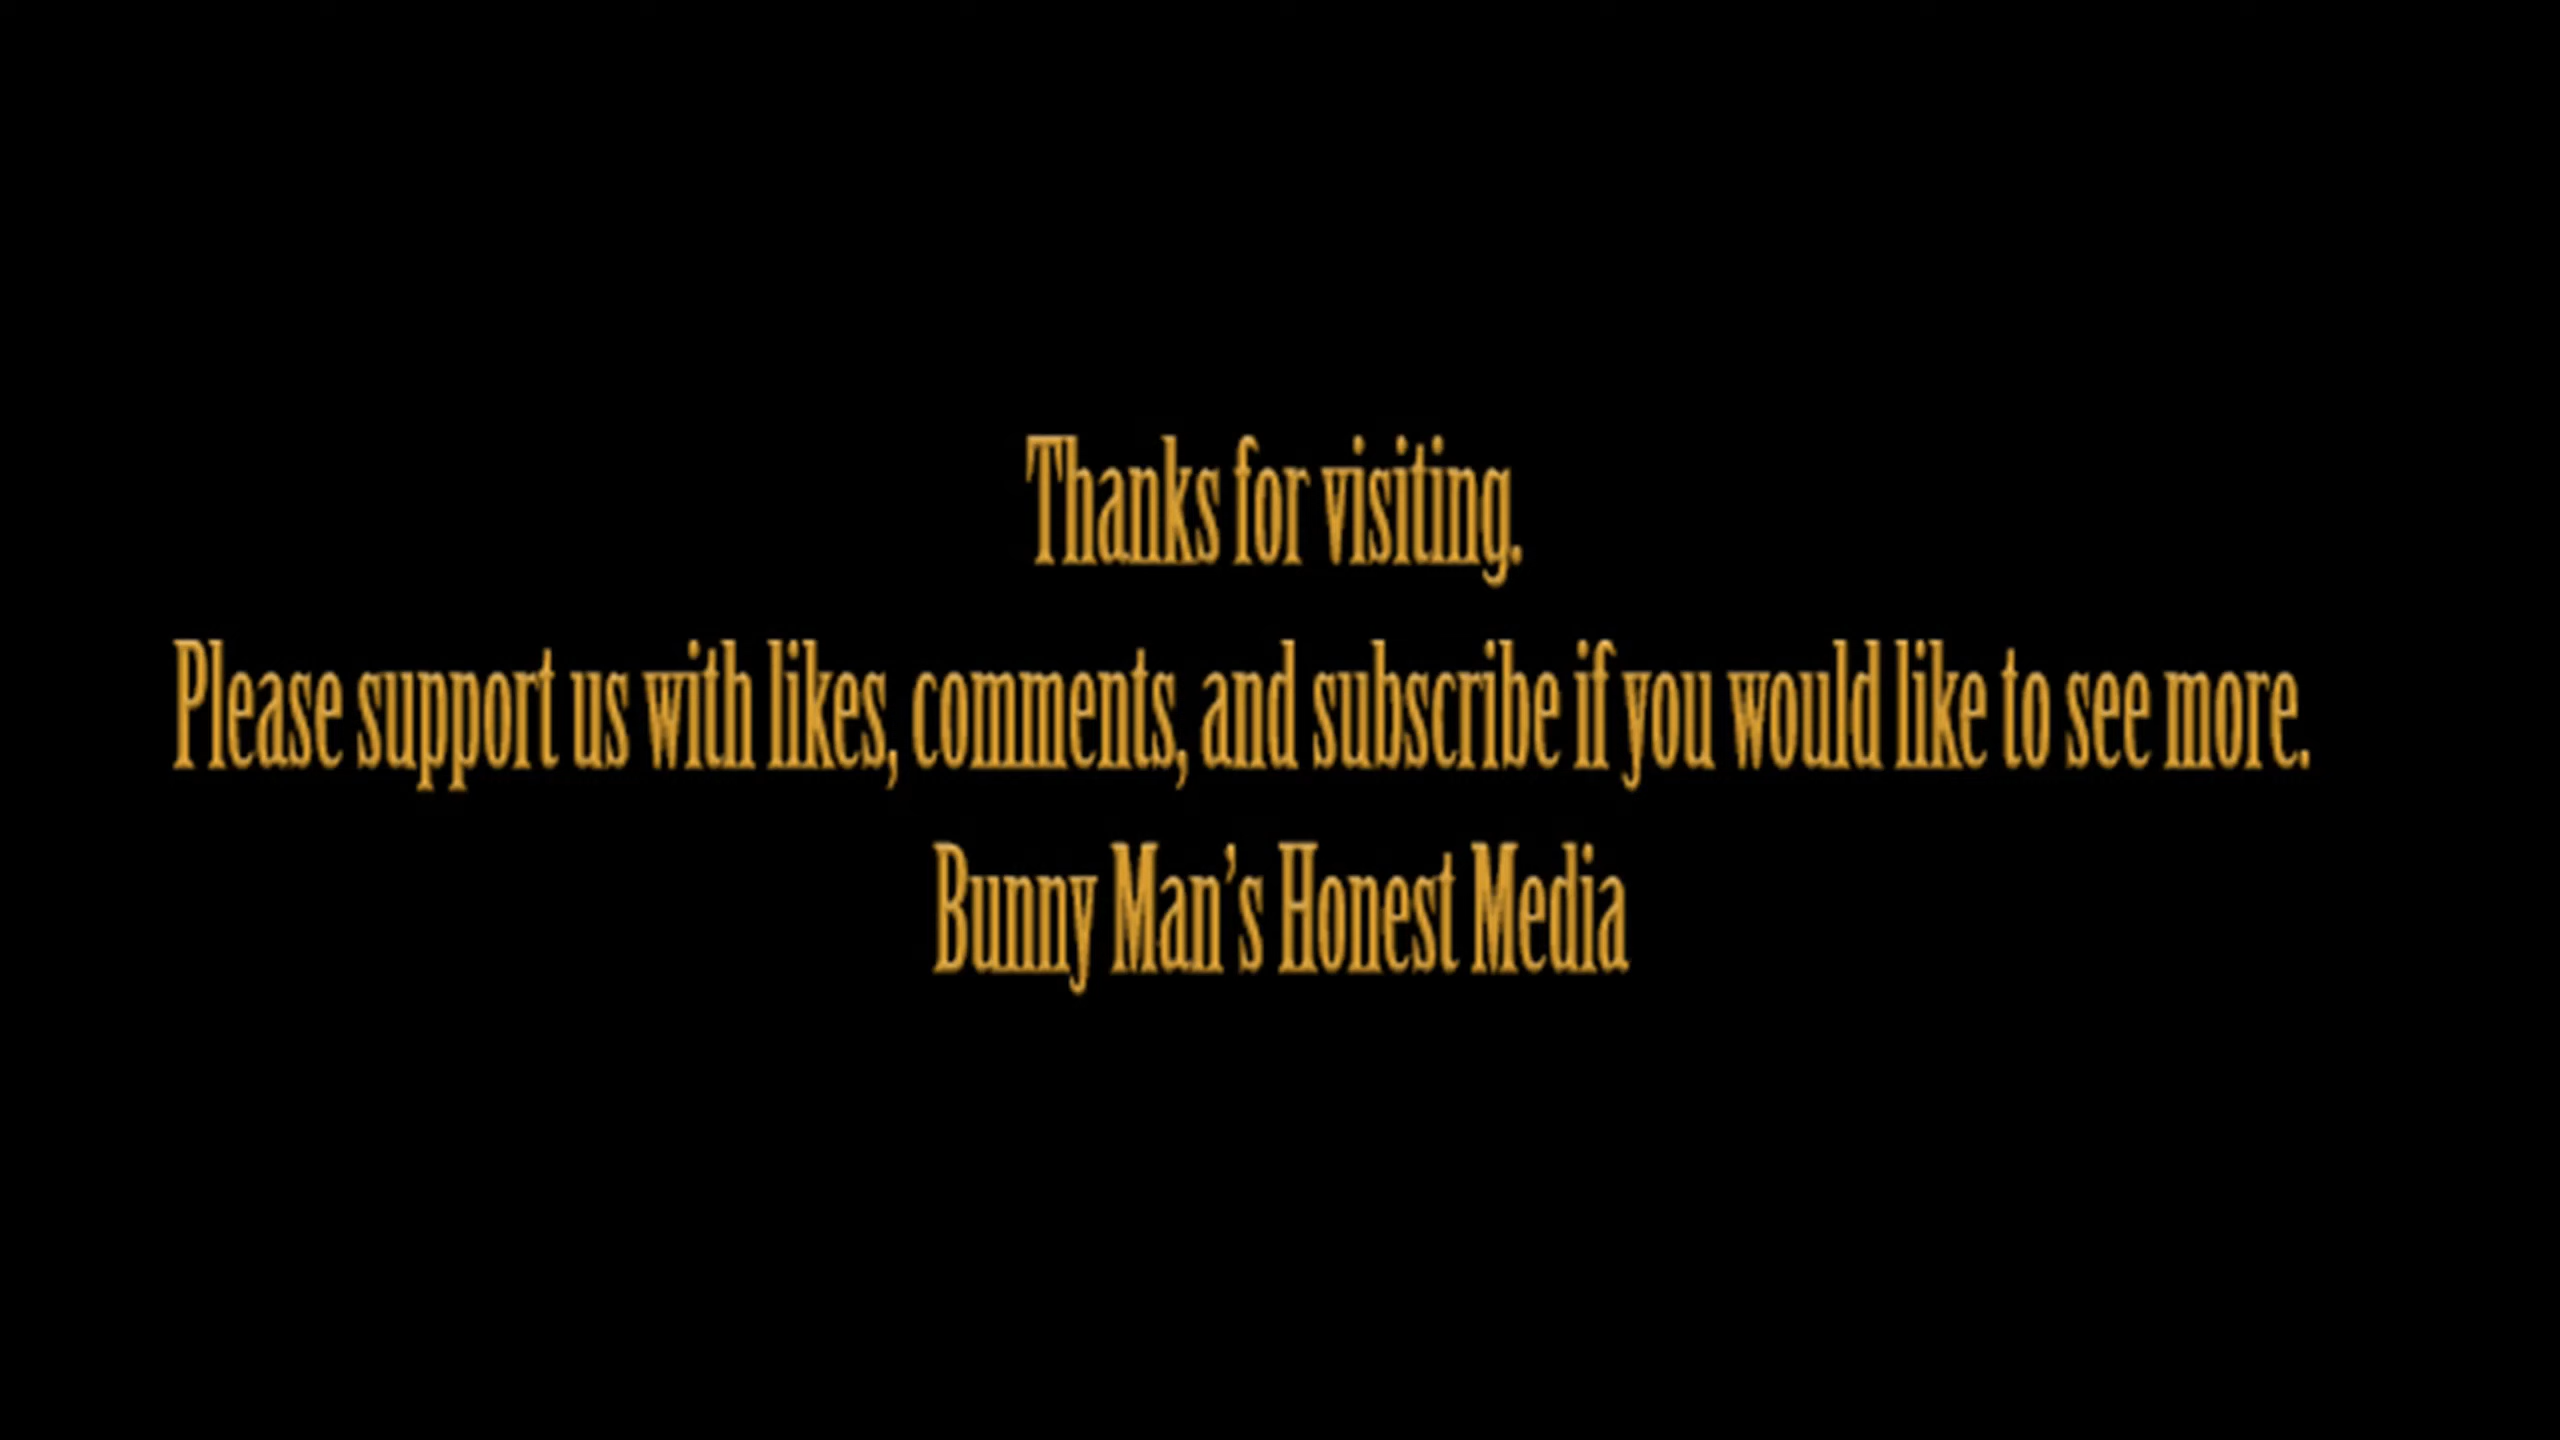 Thanks for visiting.
Please support us with likes, comments, and subscribe if you would like to see more.
Bunny Man’s Honest Media